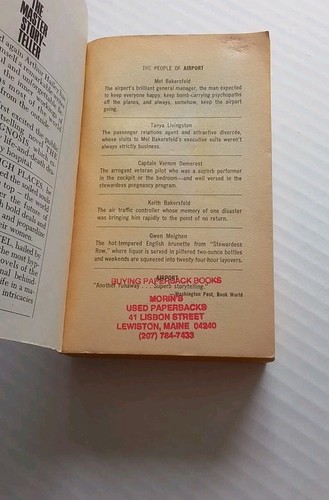 THE
MASTER
STORY-
TELLER
again Arthur Hailey
THE PEOPLE OF AIRPORT
Mel Bakersfeld
The airport's brilliant general manager, the man expected
to keep everyone happy, keep bomb-carrying psychopaths
off the planes, and always, somehow, keep the airport
going.
Tanya Livingston
The passenger relations agent and attractive divorcée,
whose visits to Mel Bakersfeld's executive suite weren't
always strictly business.
Captain Vernon Demerest
The arrogant veteran pilot who was a superb performer
in the cockpit or the bedroom—and well versed in the
stewardess pregnancy program.
Keith Bakersfeld
The air traffic controller whose memory of one disaster
was bringing him rapidly to the point of no return.
Gwen Meighen
The hot-tempered English brunette from "Stewardess
Row," where liquor is served in pilfered two-ounce bottles
and weekends are squeezed into twenty-four-hour layovers.
AIRPORT
"Another runaway . . . Superb storytelling."
—Washington Post, Book World
BUYING PAPERBACK BOOKS
MORIN'S
USED PAPERBACKS
41 LISBON STREET
LEWISTON, MAINE 04240
(207) 784-7433